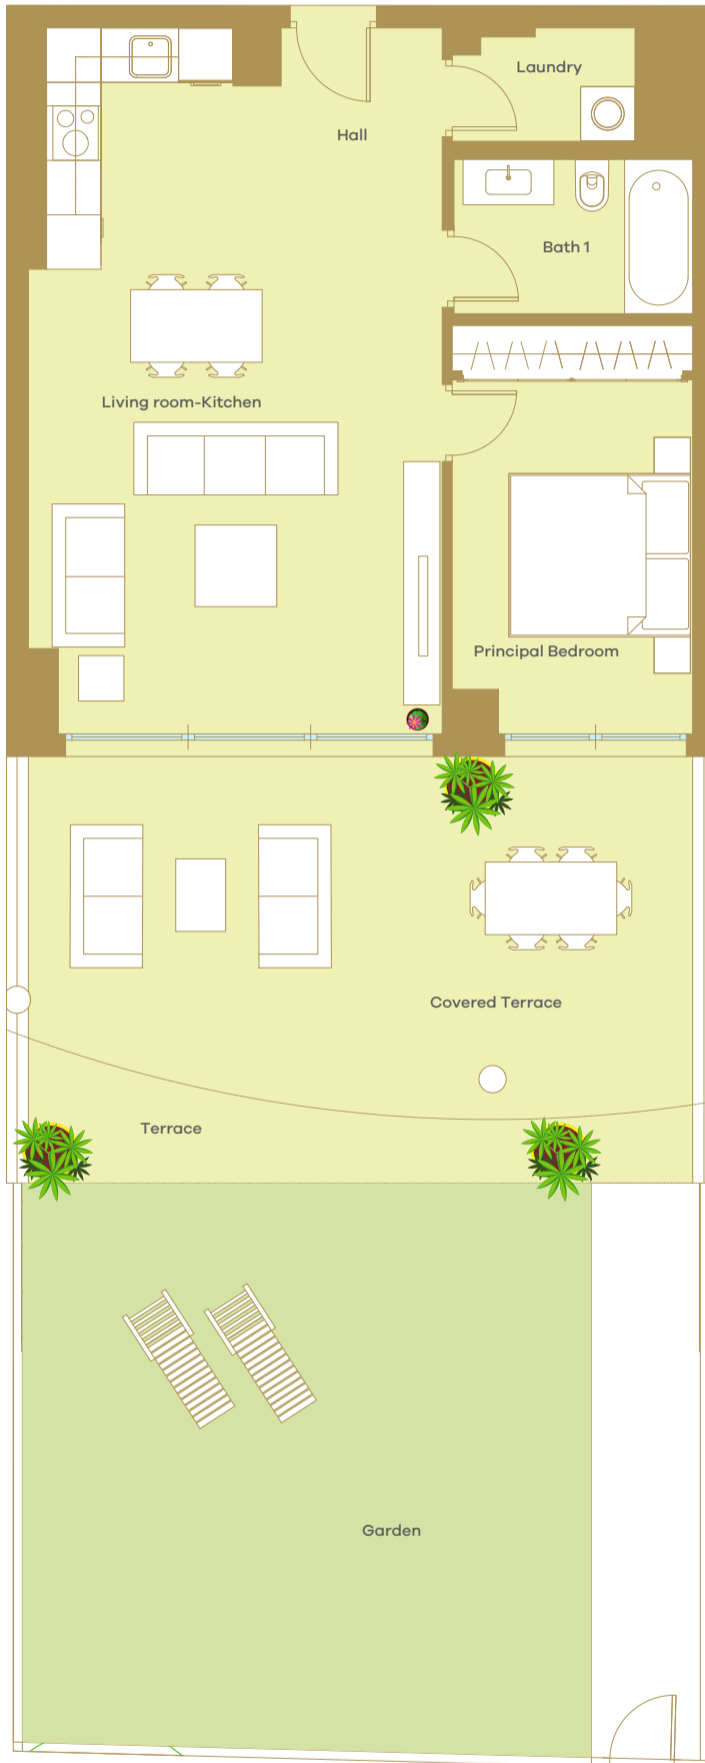 Laundry
Hall
Bath 1
Living room-Kitchen
Principal Bedroom
Covered Terrace
Terrace
Garden